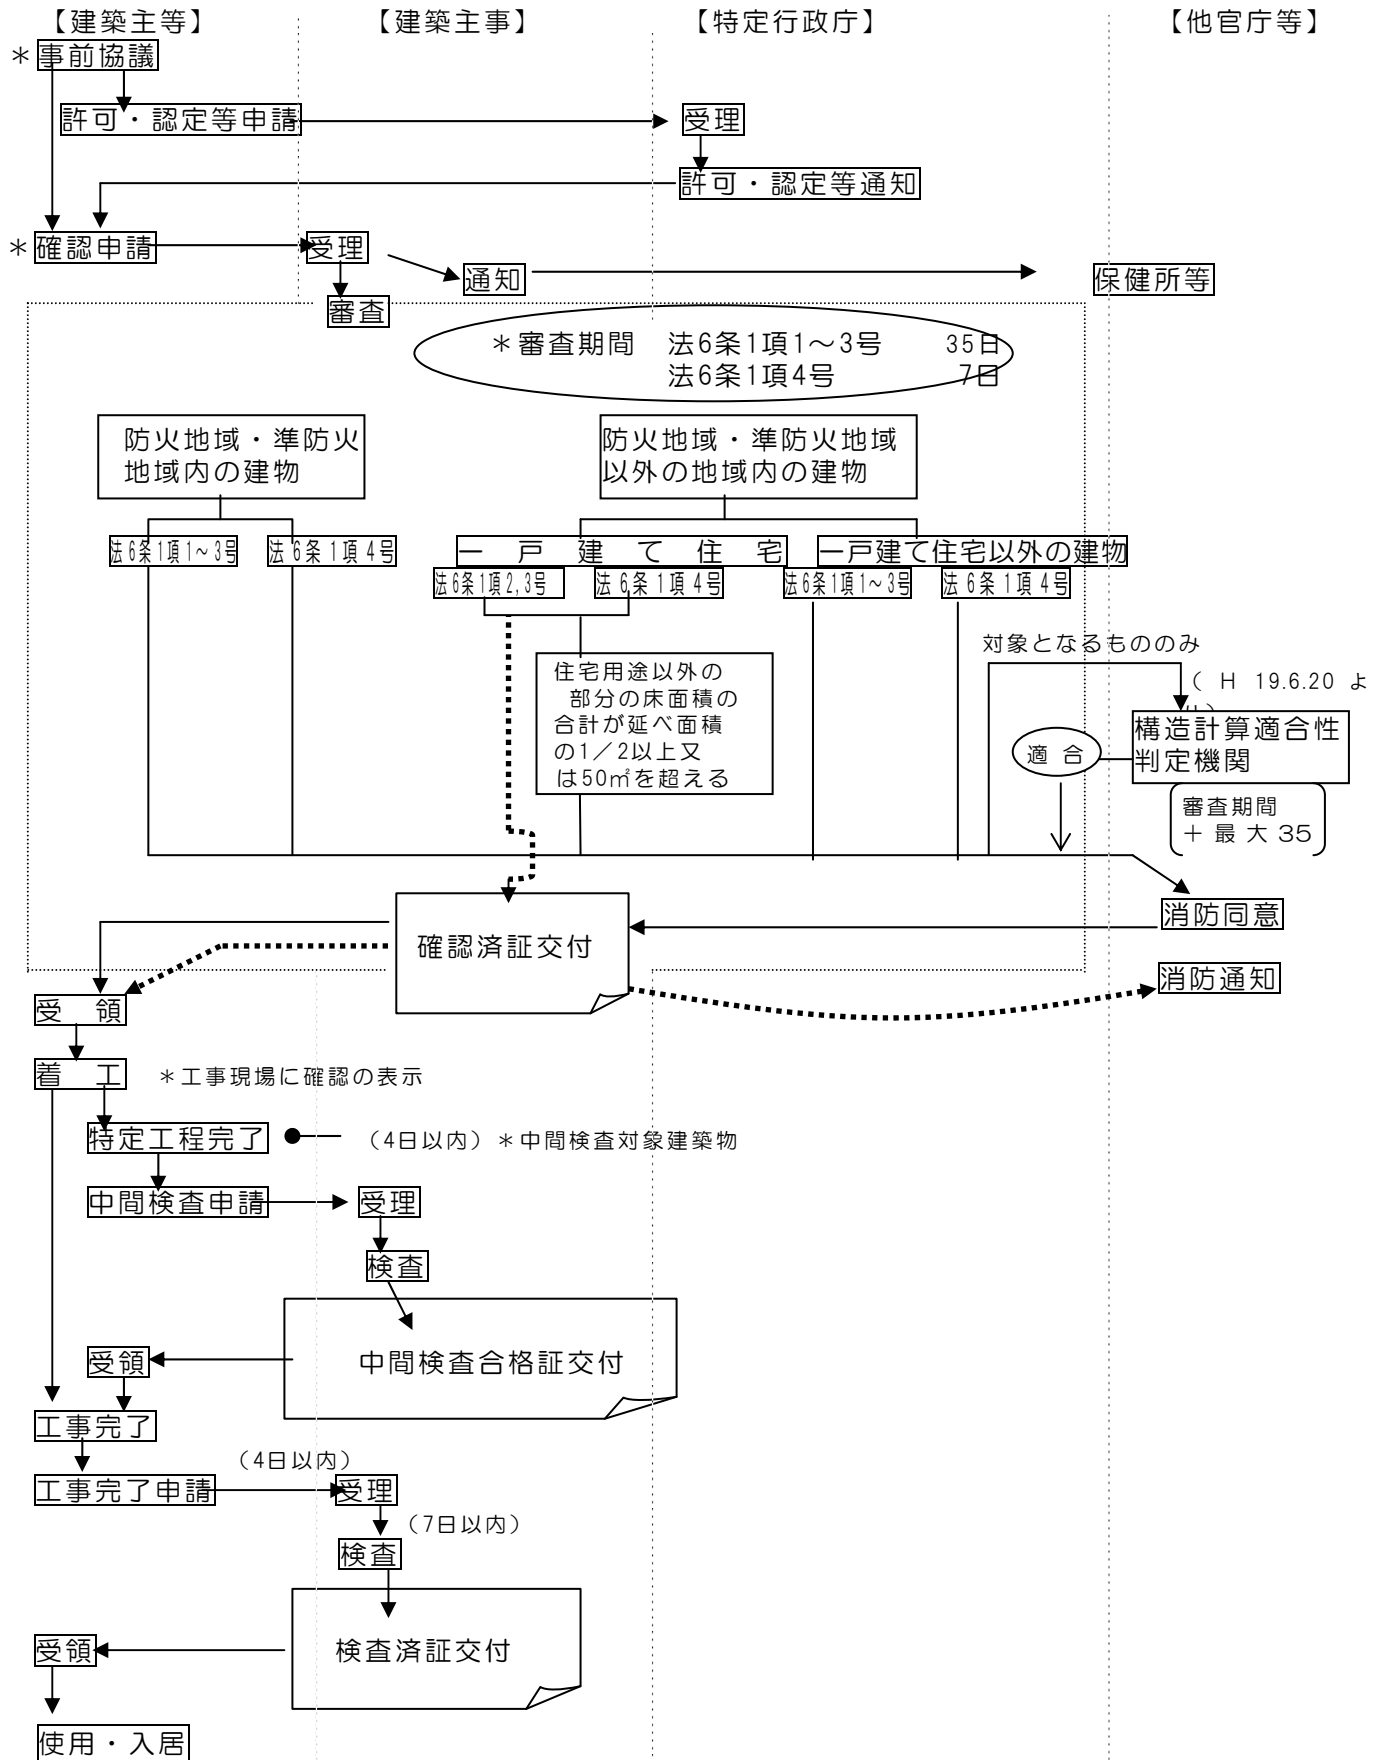 【建築主等】
【建築主事】
【特定行政庁】
【他官庁等】
＊事前協議
許可・認定等申請
受理
許可・認定等通知
＊確認申請
受理
通知
保健所等
審査
＊審査期間　法6条1項1～3号　35日
法6条1項4号　7日
防火地域・準防火
地域内の建物
防火地域・準防火地域
以外の地域内の建物
法6条1項1～3号
法6条1項4号
一戸建て住宅
一戸建て住宅以外の建物
法6条1項2,3号
法6条1項4号
法6条1項1～3号
法6条1項4号
対象となるもののみ
（H 19.6.20 よ
り）
住宅用途以外の
部分の床面積の
合計が延べ面積
の1／2以上又
は50㎡を超える
適合
構造計算適合性
判定機関
審査期間
＋最大35
消防同意
確認済証交付
消防通知
受　領
着　工
＊工事現場に確認の表示
特定工程完了
（4日以内）＊中間検査対象建築物
中間検査申請
受理
検査
中間検査合格証交付
受領
工事完了
（4日以内）
工事完了申請
受理
（7日以内）
検査
検査済証交付
受領
使用・入居